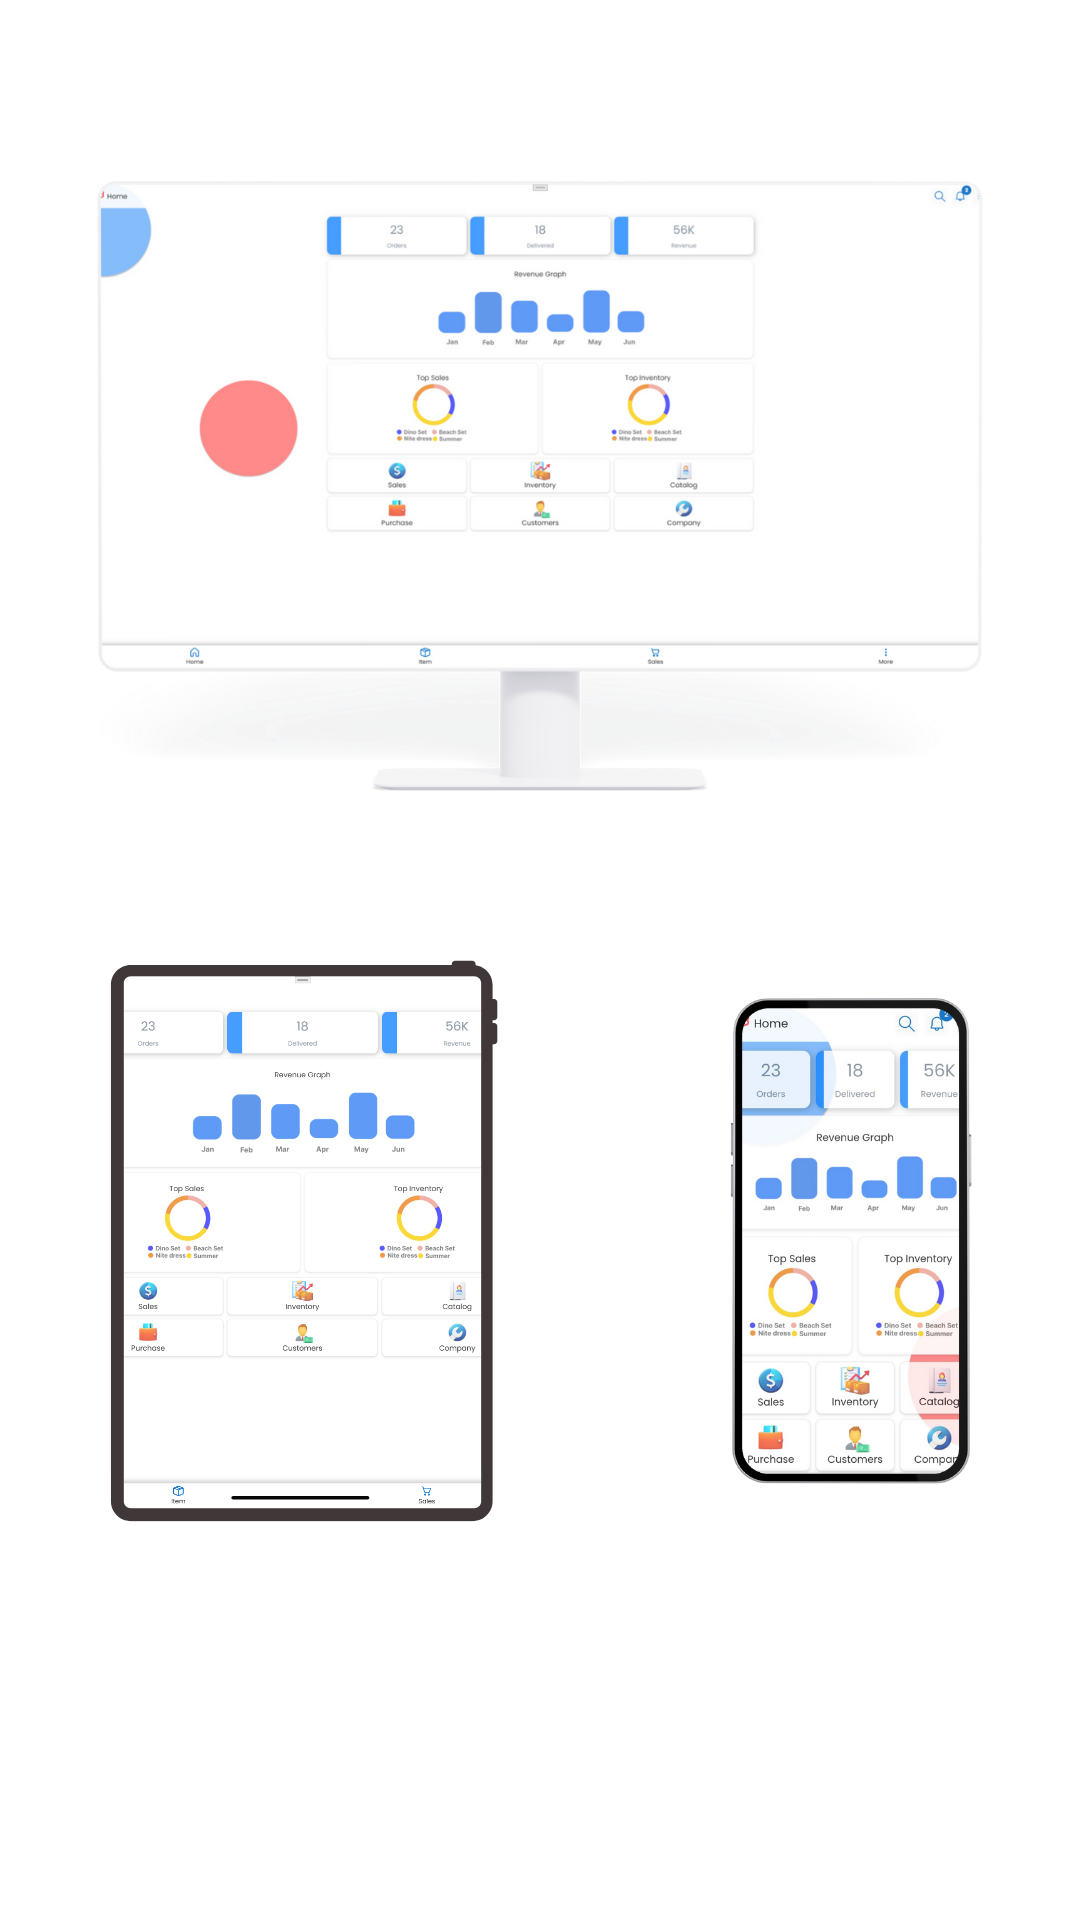 Home
2
23
18
56K
Orders
Delivered
Revenue
Revenue Graph
Jan Feb Mar Apr May Jun
Top Sales
Top Inventory
Dino Set Beach Set
Nite dress Summer
Dino Set Beach Set
Nite dress Summer
Sales
Inventory
Catalog
Purchase
Customers
Company
Home
Item
Sales
More
23
18
56K
Orders
Delivered
Revenue
Revenue Graph
Jan Feb Mar Apr May Jun
Top Sales
Top Inventory
Dino Set Beach Set
Nite dress Summer
Dino Set Beach Set
Nite dress Summer
Sales
Inventory
Catalog
Purchase
Customers
Company
Item
Sales
Home
2
23
18
56K
Orders
Delivered
Revenue
Revenue Graph
Jan Feb Mar Apr May Jun
Top Sales
Top Inventory
Dino Set Beach Set
Nite dress Summer
Dino Set Beach Set
Nite dress Summer
Sales
Inventory
Catalog
Purchase
Customers
Compan